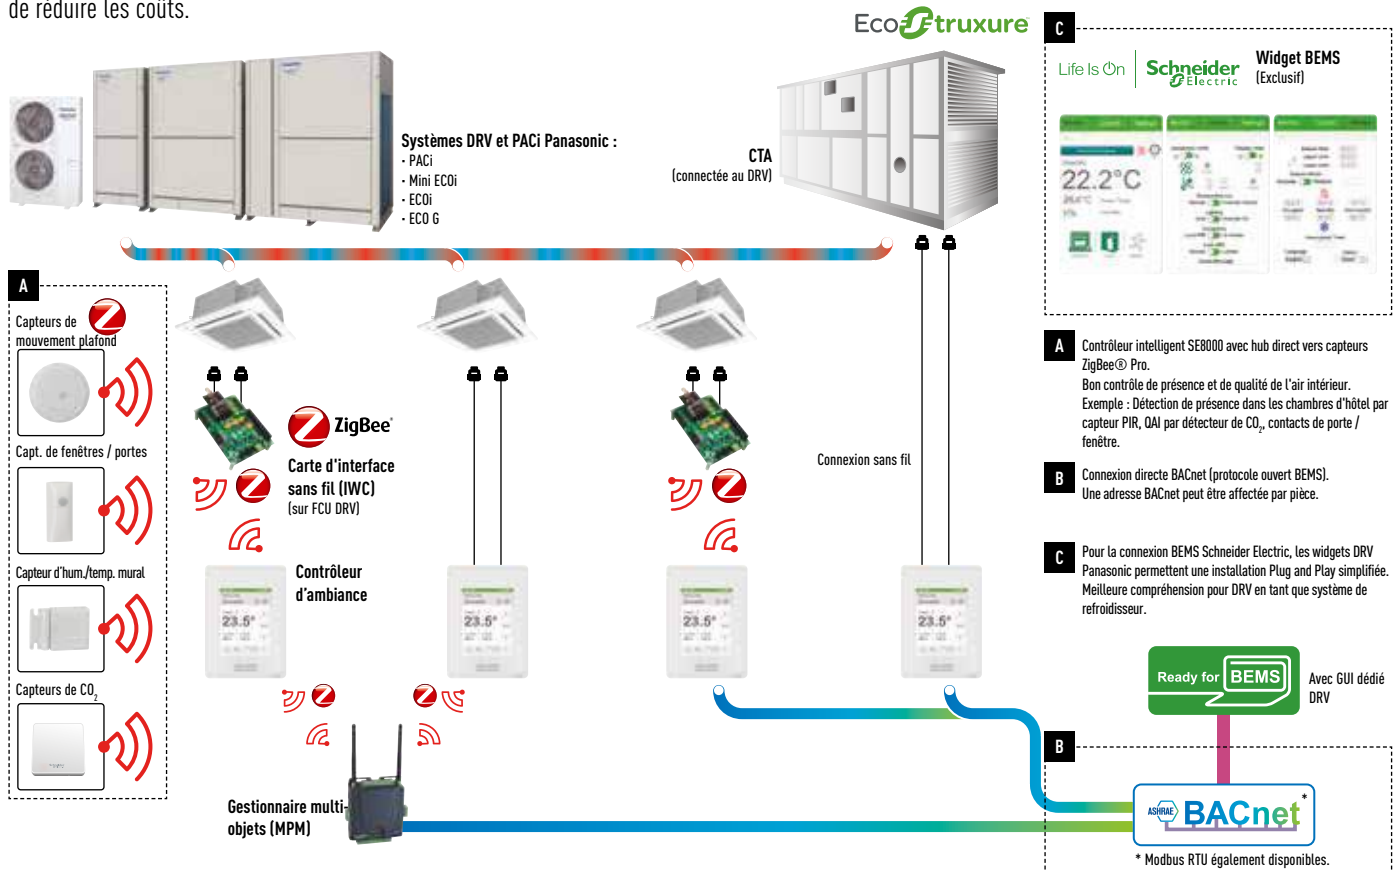 de réduire les coûts.
EcoStruxure
C
Life Is On
Schneider
Electric
Widget BEMS
(Exclusif)
22.2°C
Systèmes DRV et PACi Panasonic :
· PACi
· Mini ECOi
· ECOi
· ECO G
CTA
(connectée au DRV)
A
Capteurs de
mouvement plafond
Capt. de fenêtres / portes
Capteur d'hum./temp. mural
Capteurs de CO2
ZigBee®
Carte d'interface
sans fil (IWC)
(sur FCU DRV)
Contrôleur
d'ambiance
Connexion sans fil
23.5°
23.5°
23.5°
23.5°
Gestionnaire multi-
objets (MPM)
A
Contrôleur intelligent SE8000 avec hub direct vers capteurs
ZigBee® Pro.
Bon contrôle de présence et de qualité de l'air intérieur.
Exemple : Détection de présence dans les chambres d'hôtel par
capteur PIR, QAI par détecteur de CO2, contacts de porte /
fenêtre.
B
Connexion directe BACnet (protocole ouvert BEMS).
Une adresse BACnet peut être affectée par pièce.
C
Pour la connexion BEMS Schneider Electric, les widgets DRV
Panasonic permettent une installation Plug and Play simplifiée.
Meilleure compréhension pour DRV en tant que système de
refroidisseur.
Ready for BEMS
Avec GUI dédié
DRV
B
ASHRAE BACnet *
* Modbus RTU également disponibles.